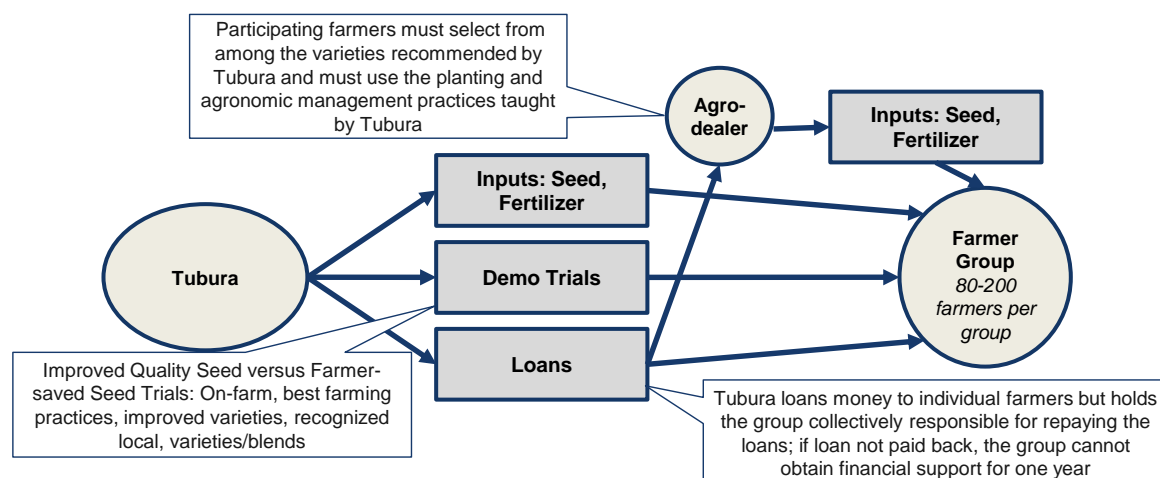 Participating farmers must select from
among the varieties recommended by
Tubura and must use the planting and
agronomic management practices taught
by Tubura
Agro-
dealer
Inputs: Seed,
Fertilizer
Inputs: Seed,
Fertilizer
Tubura
Demo Trials
Farmer
Group
80-200
farmers per
group
Loans
Improved Quality Seed versus Farmer-
saved Seed Trials: On-farm, best farming
practices, improved varieties, recognized
local, varieties/blends
Tubura loans money to individual farmers but holds
the group collectively responsible for repaying the
loans; if loan not paid back, the group cannot
obtain financial support for one year